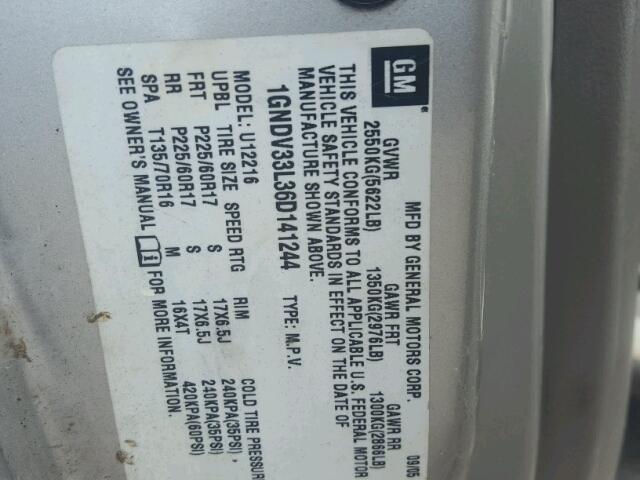 GM
MFD BY GENERAL MOTORS CORP. 09/05
GVWR GAWR FRT GAWR RR
2550KG(5622LB) 1350KG(2976LB) 1300KG(2866LB)
THIS VEHICLE CONFORMS TO ALL APPLICABLE U.S. FEDERAL MOTOR
VEHICLE SAFETY STANDARDS IN EFFECT ON THE DATE OF
MANUFACTURE SHOWN ABOVE.
1GNDV33L36D141244 TYPE: M.P.V.
MODEL: U12216
UPBL TIRE SIZE SPEED RTG RIM COLD TIRE PRESSURE
FRT P225/60R17 S 17X6.5J 240KPA(35PSI)
RR P225/60R17 S 17X6.5J 240KPA(35PSI)
SPA T135/70R16 M 16X4T 420KPA(60PSI)
SEE OWNER'S MANUAL FOR MORE INFORMATION.